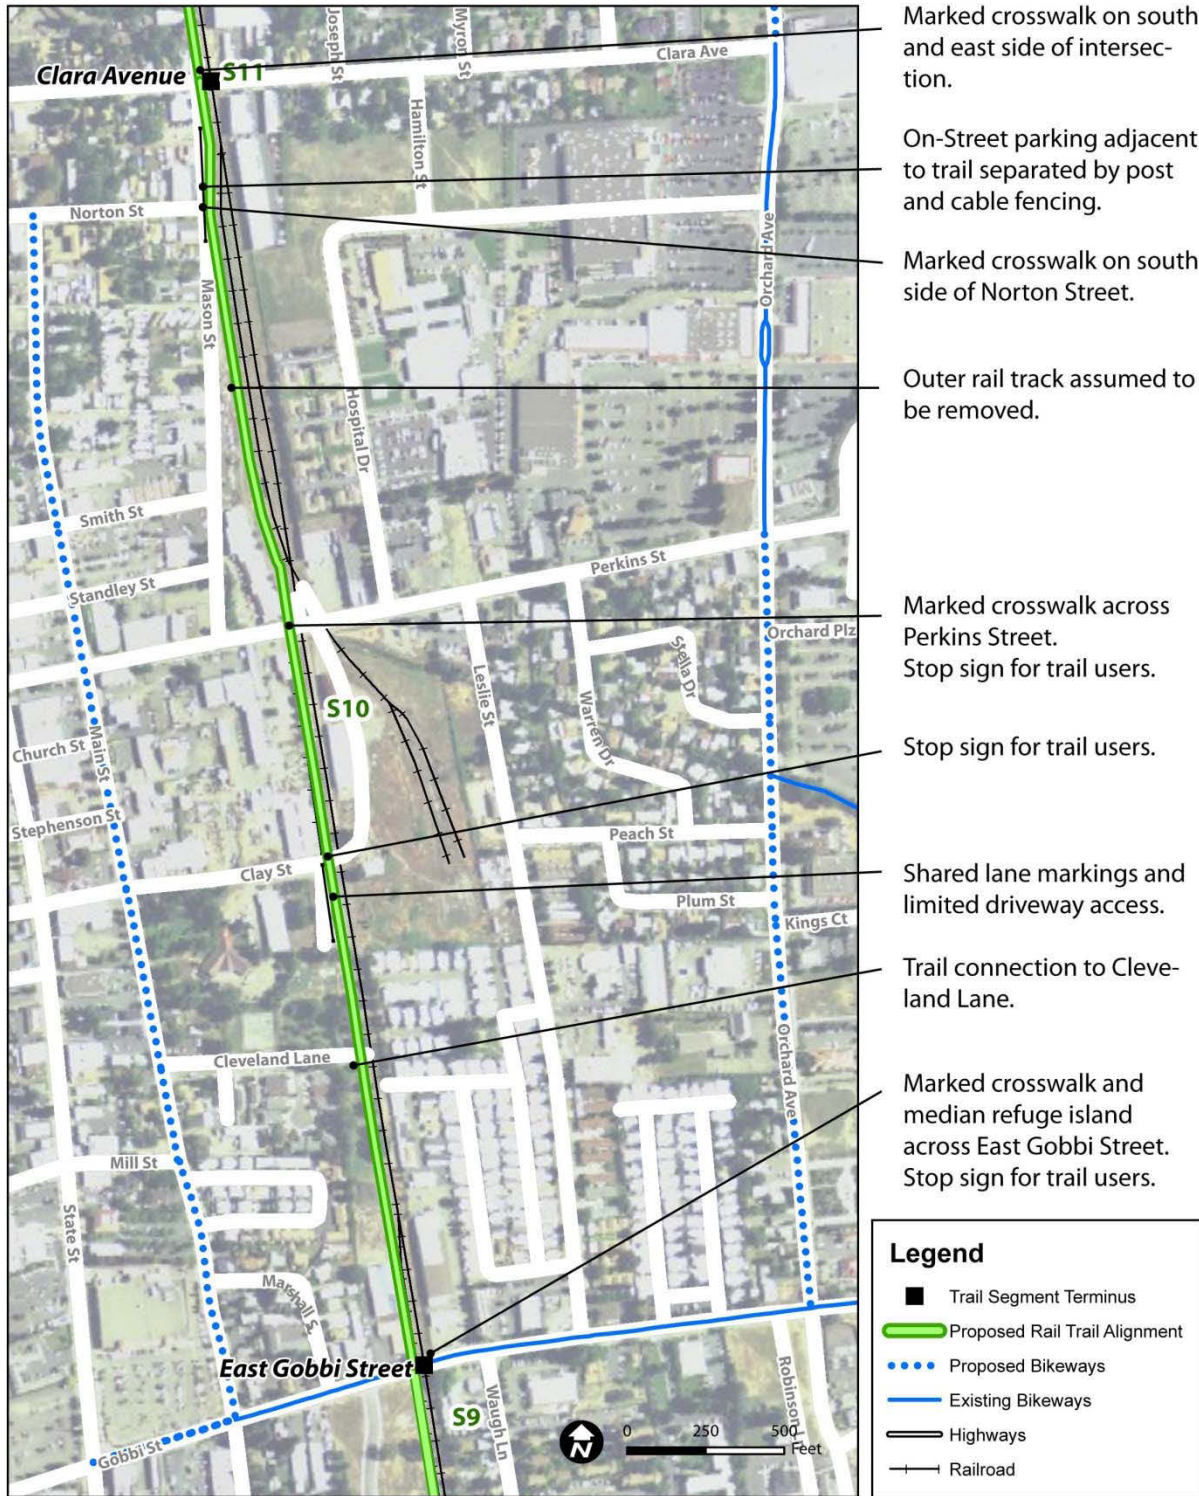 Marked crosswalk on south
and east side of intersec-
tion.
On-Street parking adjacent
to trail separated by post
and cable fencing.
Marked crosswalk on south
side of Norton Street.
Outer rail track assumed to
be removed.
Marked crosswalk across
Perkins Street.
Stop sign for trail users.
Stop sign for trail users.
Shared lane markings and
limited driveway access.
Trail connection to Cleve-
land Lane.
Marked crosswalk and
median refuge island
across East Gobbi Street.
Stop sign for trail users.
Joseph St
Myron St
Clara Ave
Clara Avenue
S11
Hamilton St
Norton St
Orchard Ave
Mason St
Hospital Dr
Smith St
Standley St
Perkins St
Orchard Plz
Stella Dr
Leslie St
Warren Dr
S10
Main St
Church St
Stephenson St
Peach St
Clay St
Plum St
Kings Ct
Orchard Ave
Cleveland Lane
Mill St
State St
Marshall S
East Gobbi Street
Robinson L
Waugh Ln
S9
Gobbi St
N
0 250 500
Feet
Legend
Trail Segment Terminus
Proposed Rail Trail Alignment
Proposed Bikeways
Existing Bikeways
Highways
Railroad